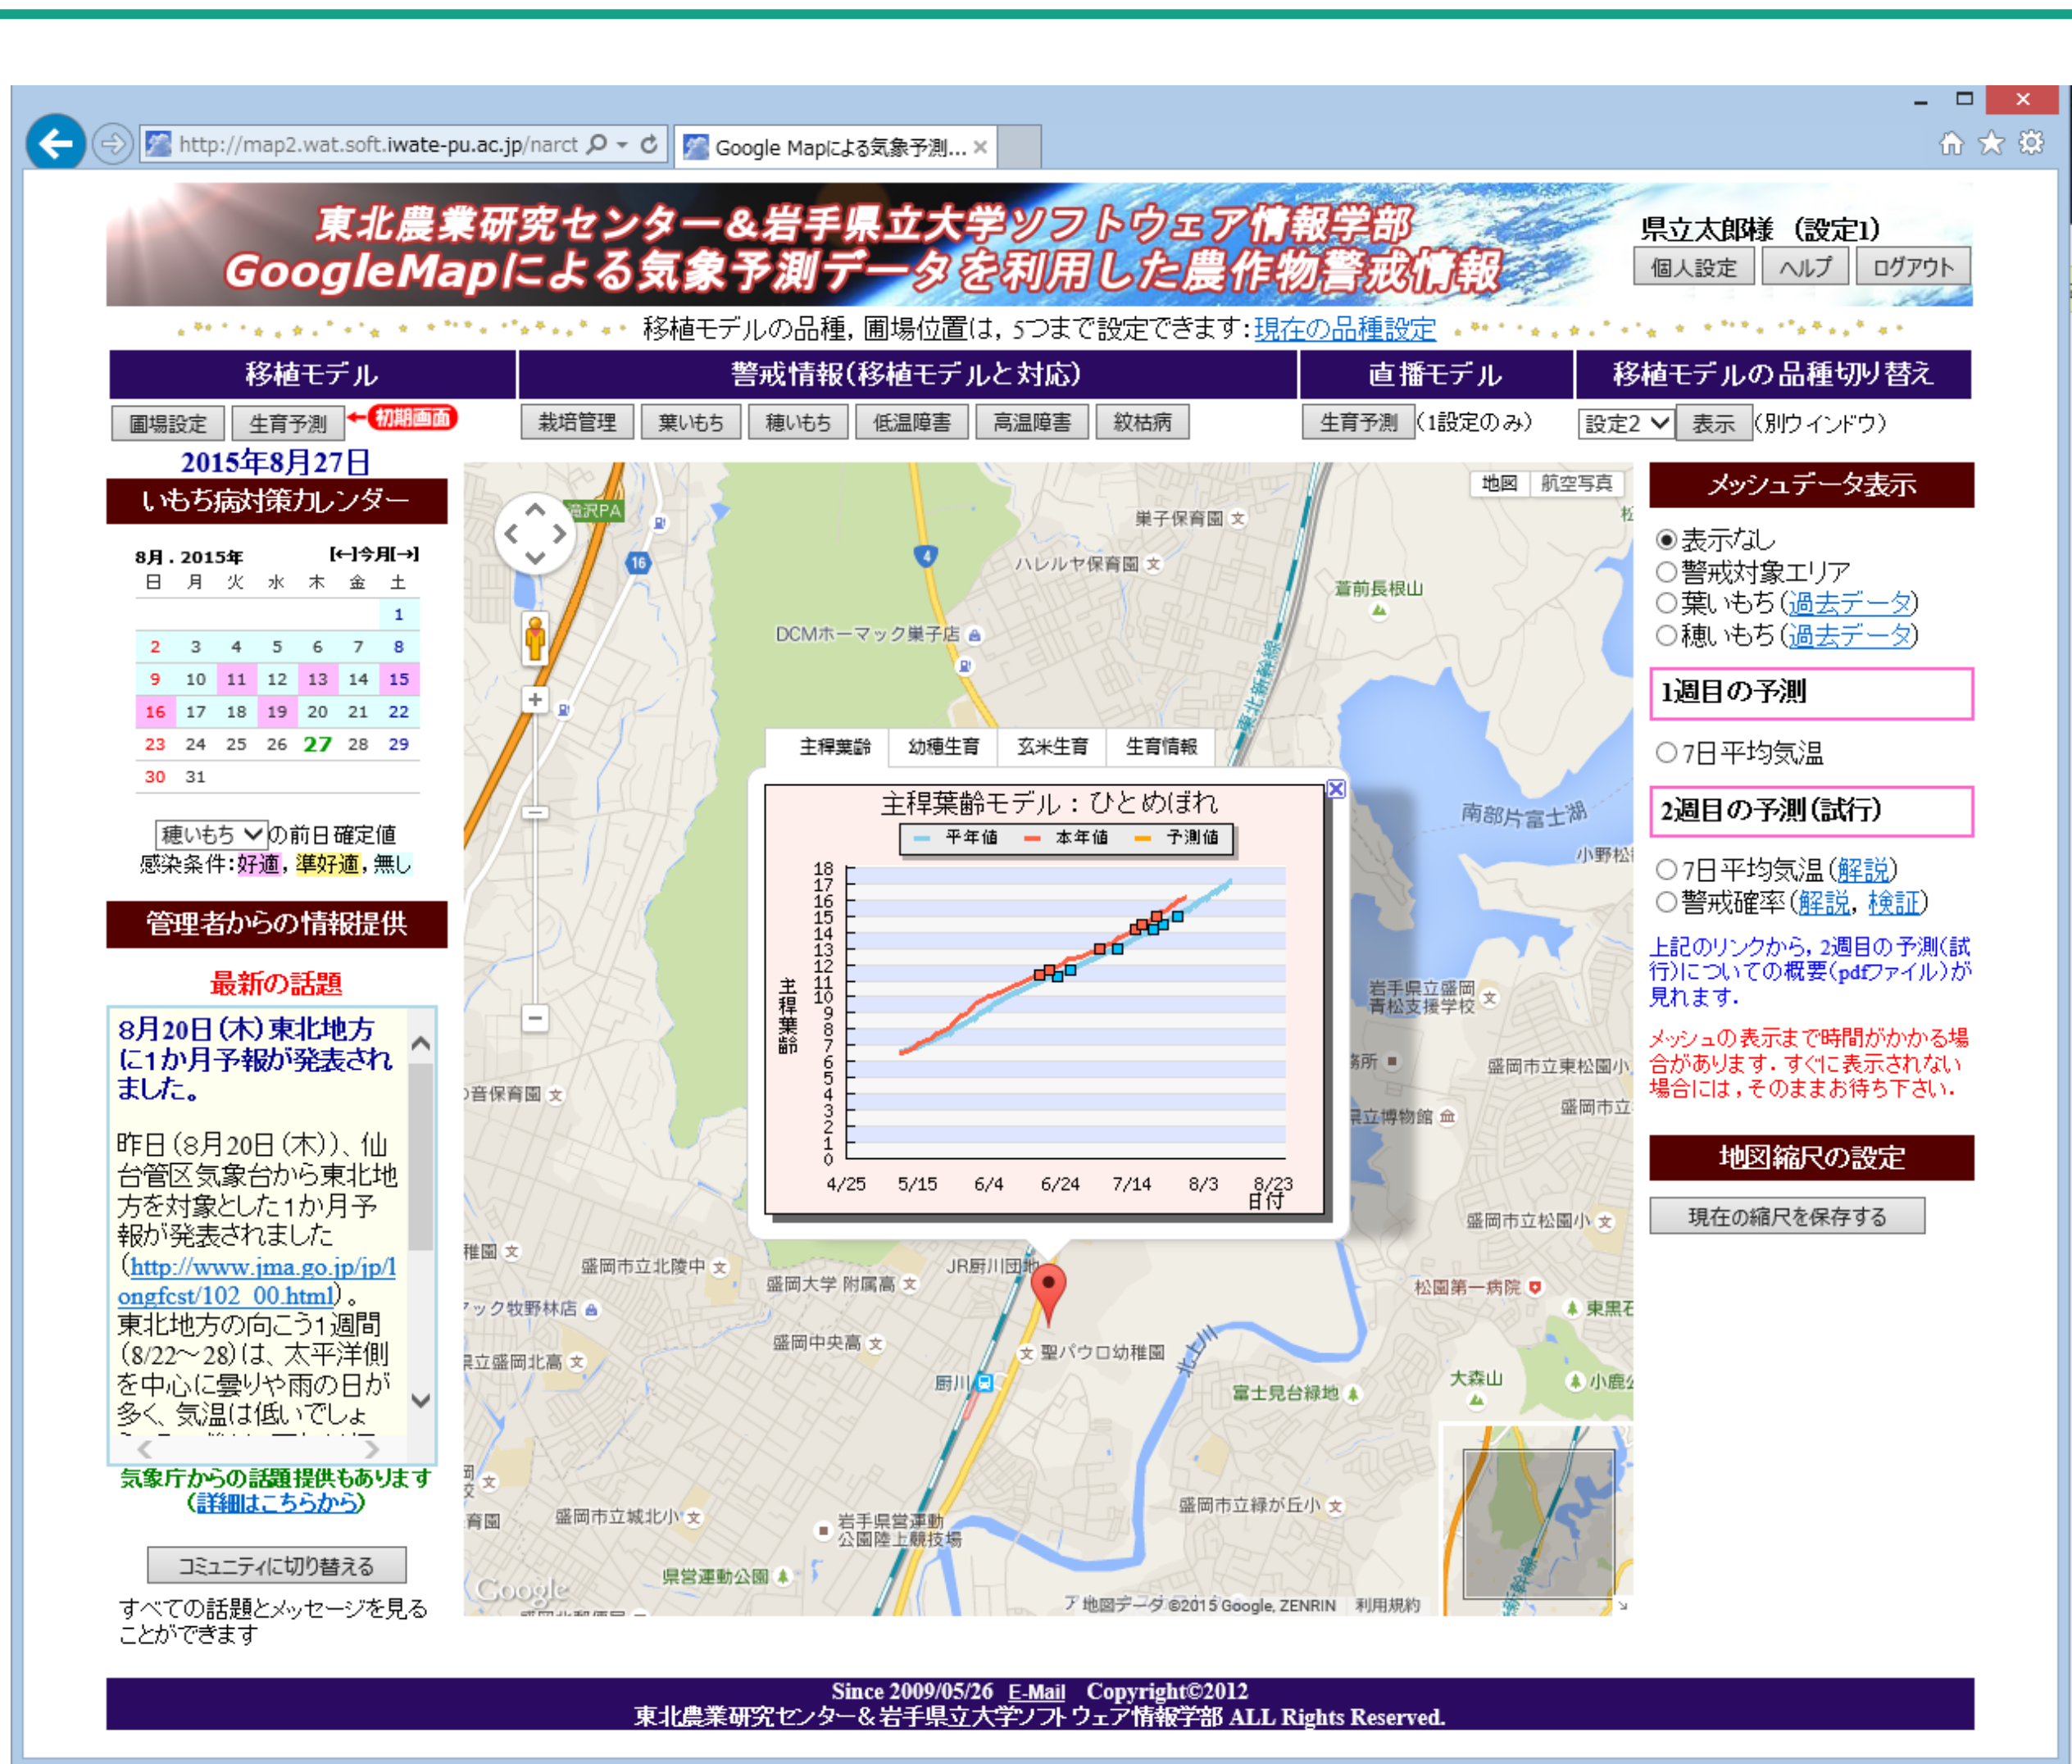 http://map2.wat.soft.iwate-pu.ac.jp/narct
Google Mapによる気象予測...
東北農業研究センター&岩手県立大学ソフトウェア情報学部
GoogleMapによる気象予測データを利用した農作物警戒情報
県立太郎様 (設定1)
個人設定 ヘルプ ログアウト
移植モデルの品種, 圃場位置は, 5つまで設定できます:現在の品種設定
移植モデル 警戒情報(移植モデルと対応) 直播モデル 移植モデルの品種切り替え
圃場設定 生育予測 ←初期画面 栽培管理 葉いもち 穂いもち 低温障害 高温障害 紋枯病 生育予測 (1設定のみ) 設定2 表示 (別ウインドウ)
2015年8月27日
いもち病対策カレンダー
8月 . 2015年 [←]今月[→]
日 月 火 水 木 金 土
1
2 3 4 5 6 7 8
9 10 11 12 13 14 15
16 17 18 19 20 21 22
23 24 25 26 27 28 29
30 31
穂いもち の前日確定値
感染条件:好適, 準好適, 無し
管理者からの情報提供
最新の話題
8月20日(木)東北地方
に1か月予報が発表され
ました。
昨日(8月20日(木))、仙
台管区気象台から東北地
方を対象とした1か月予
報が発表されました
(http://www.jma.go.jp/jp/l
ongfcst/102_00.html)。
東北地方の向こう1週間
(8/22~28)は、太平洋側
を中心に曇りや雨の日が
多く、気温は低いでしょ
気象庁からの話題提供もあります
(詳細はこちらから)
コミュニティに切り替える
すべての話題とメッセージを見る
ことができます
滝沢PA
16
4
巣子保育園
ハレルヤ保育園
蒼前長根山
DCMホーマック巣子店
東北新幹線
地図 航空写真
南部片富士湖
小野松
主稈葉齢 幼穂生育 玄米生育 生育情報
主稈葉齢モデル:ひとめぼれ
平年値 本年値 予測値
18
17
16
15
14
13
12
11
10
9
8
7
6
5
4
3
2
1
0
主稈葉齢
4/25 5/15 6/4 6/24 7/14 8/3 8/23
日付
岩手県立盛岡
青松支援学校
務所
盛岡市立東松園小
県立博物館
盛岡市立
音保育園
盛岡市立松園小
稚園
盛岡市立北陵中
盛岡大学 附属高
JR厨川団地
松園第一病院
マック牧野林店
東黒石
盛岡中央高
聖パウロ幼稚園
北上川
県立盛岡北高
厨川
富士見台緑地
大森山
小鹿公
盛岡市立緑が丘小
育園
盛岡市立城北小
岩手県営運動
公園陸上競技場
県営運動公園
Google
地図データ ©2015 Google, ZENRIN 利用規約
新幹線
メッシュデータ表示
表示なし
警戒対象エリア
葉いもち(過去データ)
穂いもち(過去データ)
1週目の予測
7日平均気温
2週目の予測(試行)
7日平均気温(解説)
警戒確率(解説, 検証)
上記のリンクから, 2週目の予測(試
行)についての概要(pdfファイル)が
見れます.
メッシュの表示まで時間がかかる場
合があります. すぐに表示されない
場合には, そのままお待ち下さい.
地図縮尺の設定
現在の縮尺を保存する
Since 2009/05/26 E-Mail Copyright©2012
東北農業研究センター&岩手県立大学ソフトウェア情報学部 ALL Rights Reserved.